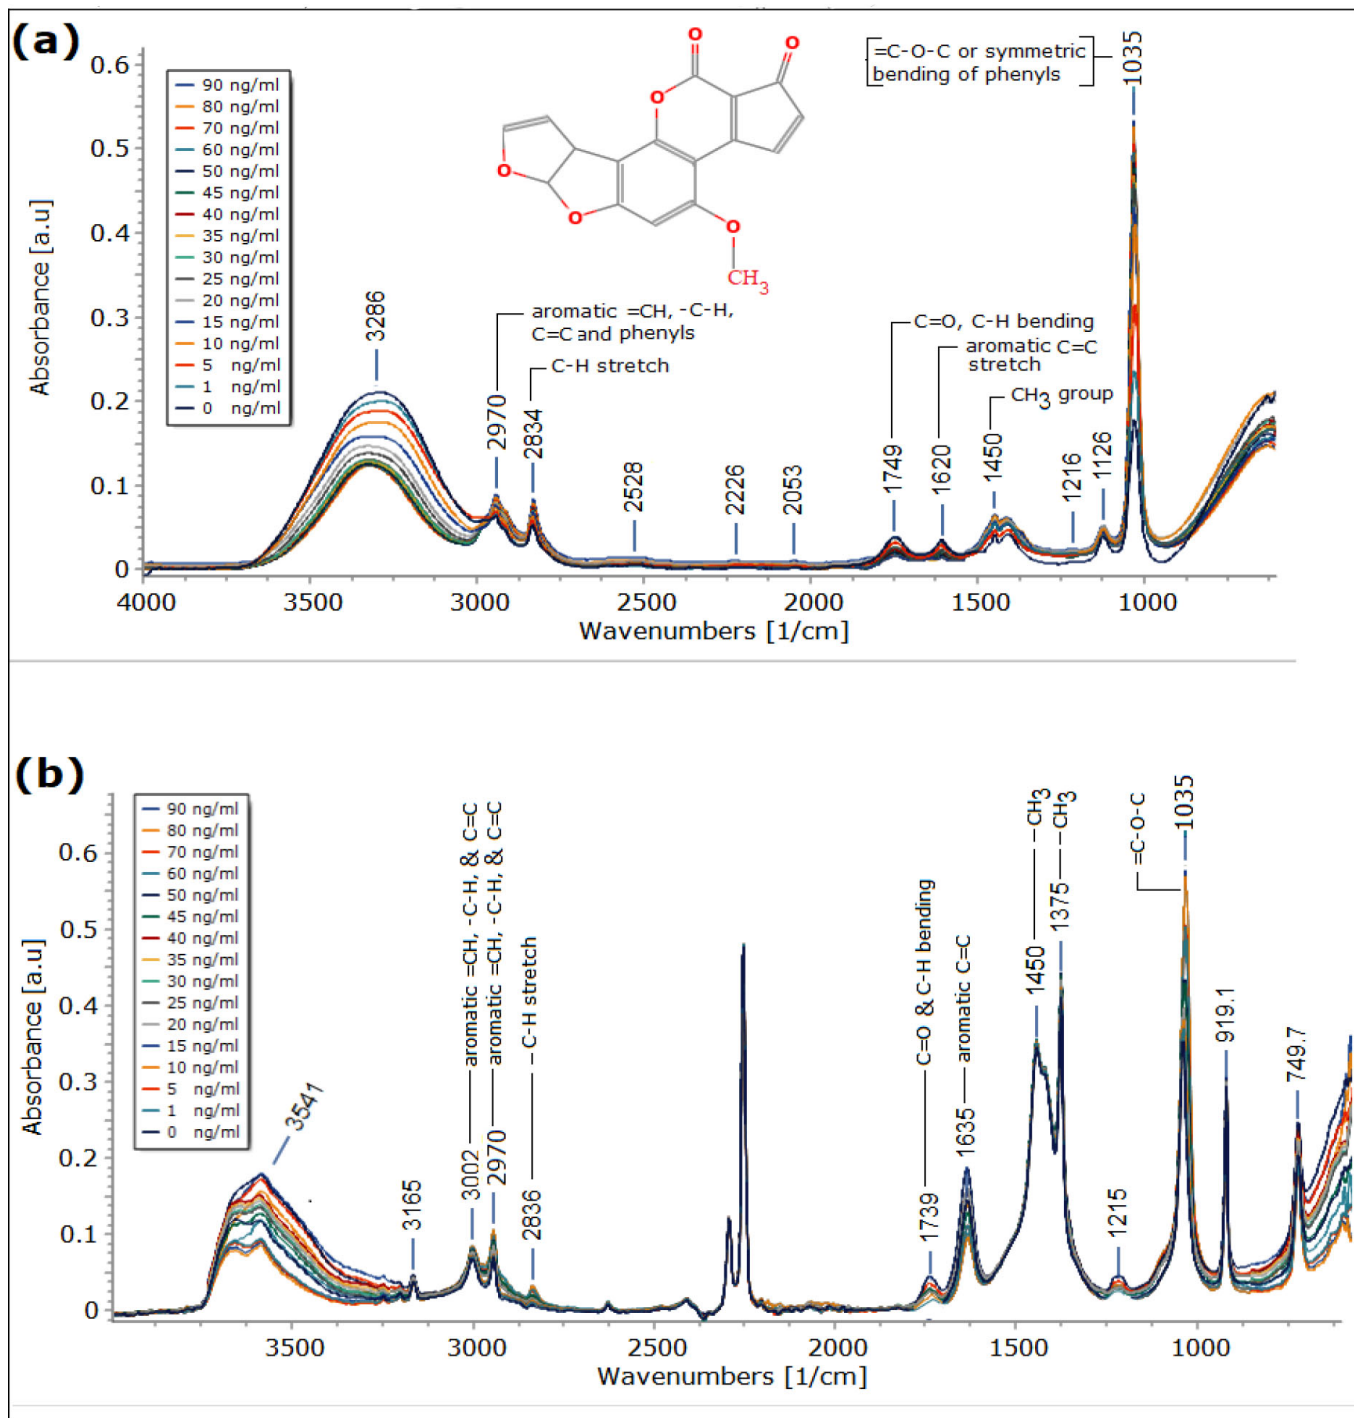 (a)
0.6
0.5
0.4
0.3
0.2
0.1
0
Absorbance [a.u]
90 ng/ml
80 ng/ml
70 ng/ml
60 ng/ml
50 ng/ml
45 ng/ml
40 ng/ml
35 ng/ml
30 ng/ml
25 ng/ml
20 ng/ml
15 ng/ml
10 ng/ml
5 ng/ml
1 ng/ml
0 ng/ml
O
O
O
O
O
O
CH3
=C-O-C or symmetric
bending of phenyls
1035
3286
aromatic =CH, -C-H,
C=C and phenyls
C-H stretch
2970
2834
2528
2226
2053
C=O, C-H bending
aromatic C=C
stretch
CH3 group
1749
1620
1450
1216
1126
4000
3500
3000
2500
2000
1500
1000
Wavenumbers [1/cm]
(b)
0.6
0.5
0.4
0.3
0.2
0.1
0
Absorbance [a.u]
90 ng/ml
80 ng/ml
70 ng/ml
60 ng/ml
50 ng/ml
45 ng/ml
40 ng/ml
35 ng/ml
30 ng/ml
25 ng/ml
20 ng/ml
15 ng/ml
10 ng/ml
5 ng/ml
1 ng/ml
0 ng/ml
3541
3165
3002 aromatic =CH, -C-H, & C=C
2970 aromatic =CH, -C-H, & C=C
2836 -C-H stretch
1739 C=O & C-H bending
1635 aromatic C=C
1450 -CH3
1375 -CH3
1215
=C-O-C
1035
919.1
749.7
3500
3000
2500
2000
1500
1000
Wavenumbers [1/cm]